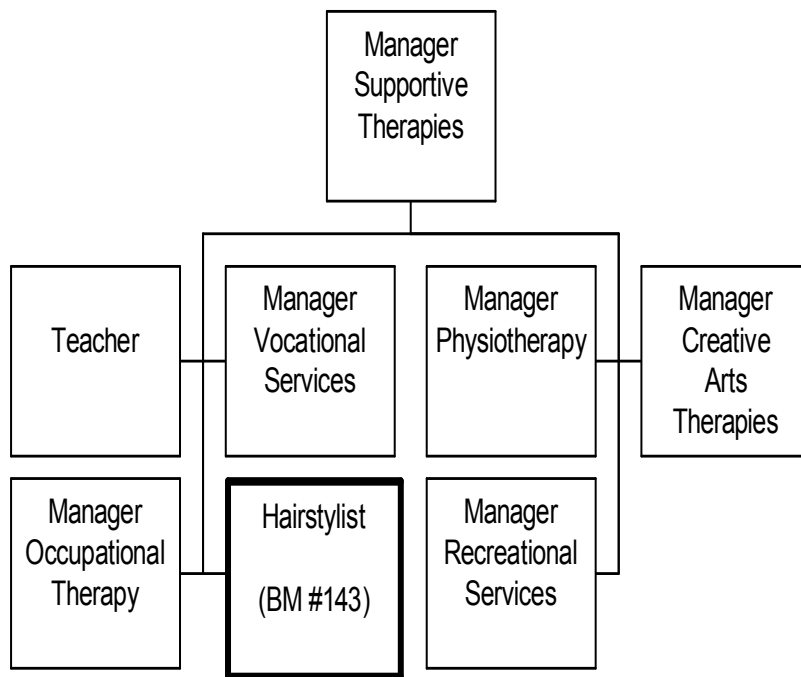 Manager
Supportive
Therapies
Teacher
Manager
Vocational
Services
Manager
Physiotherapy
Manager
Creative
Arts
Therapies
Manager
Occupational
Therapy
Hairstylist
(BM #143)
Manager
Recreational
Services